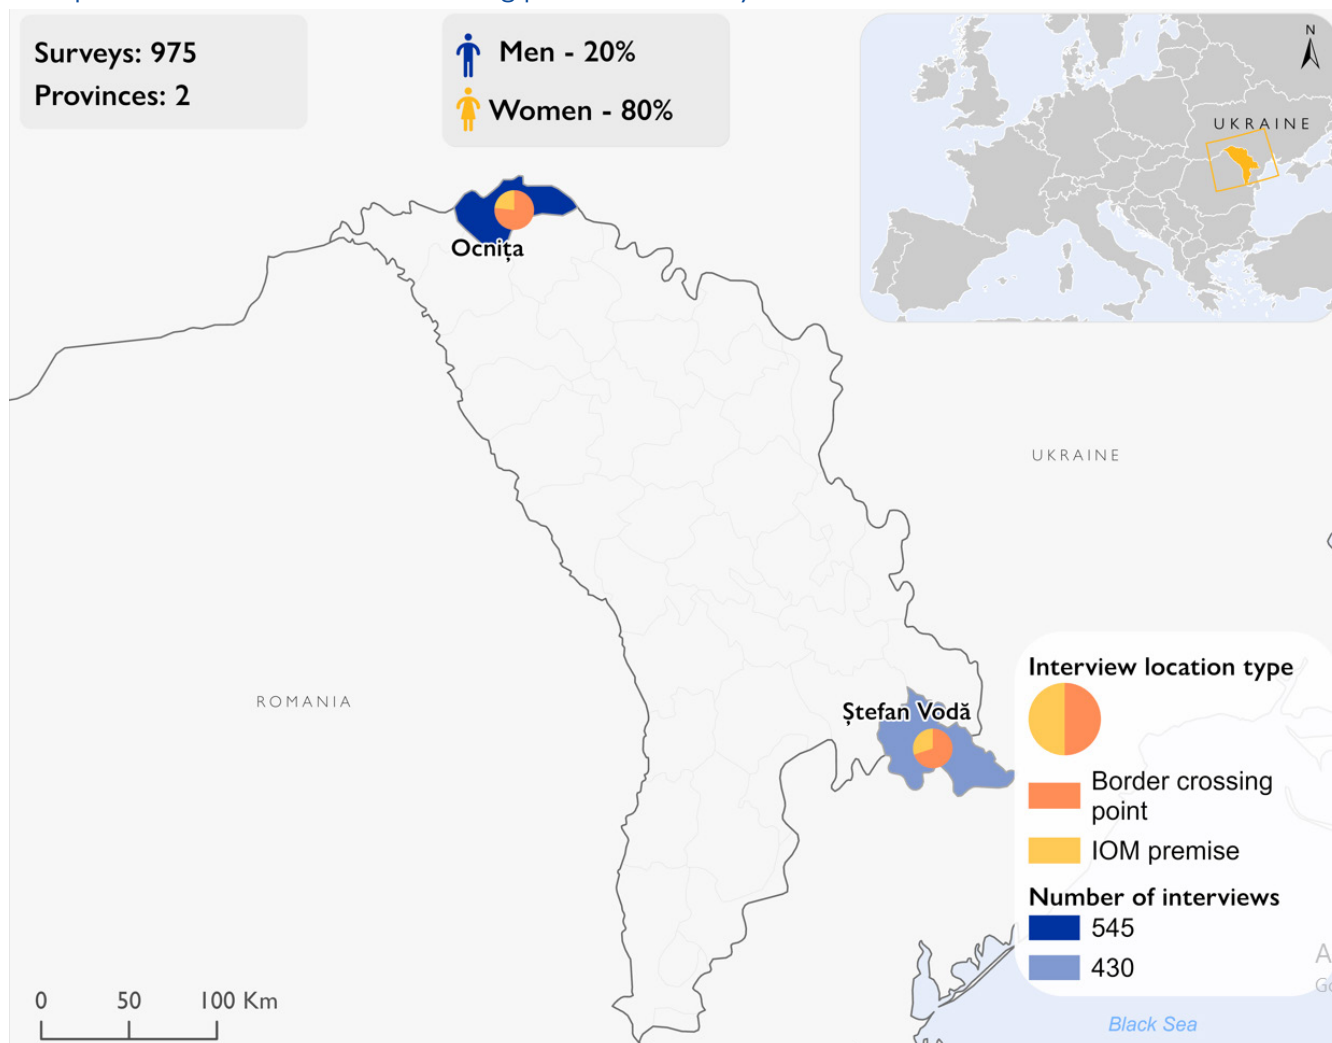 Surveys: 975
Provinces: 2
Men - 20%
Women - 80%
N
UKRAINE
Ocnița
UKRAINE
ROMANIA
Ștefan Vodă
Interview location type
Border crossing
point
IOM premise
Number of interviews
545
430
0 50 100 Km
Black Sea